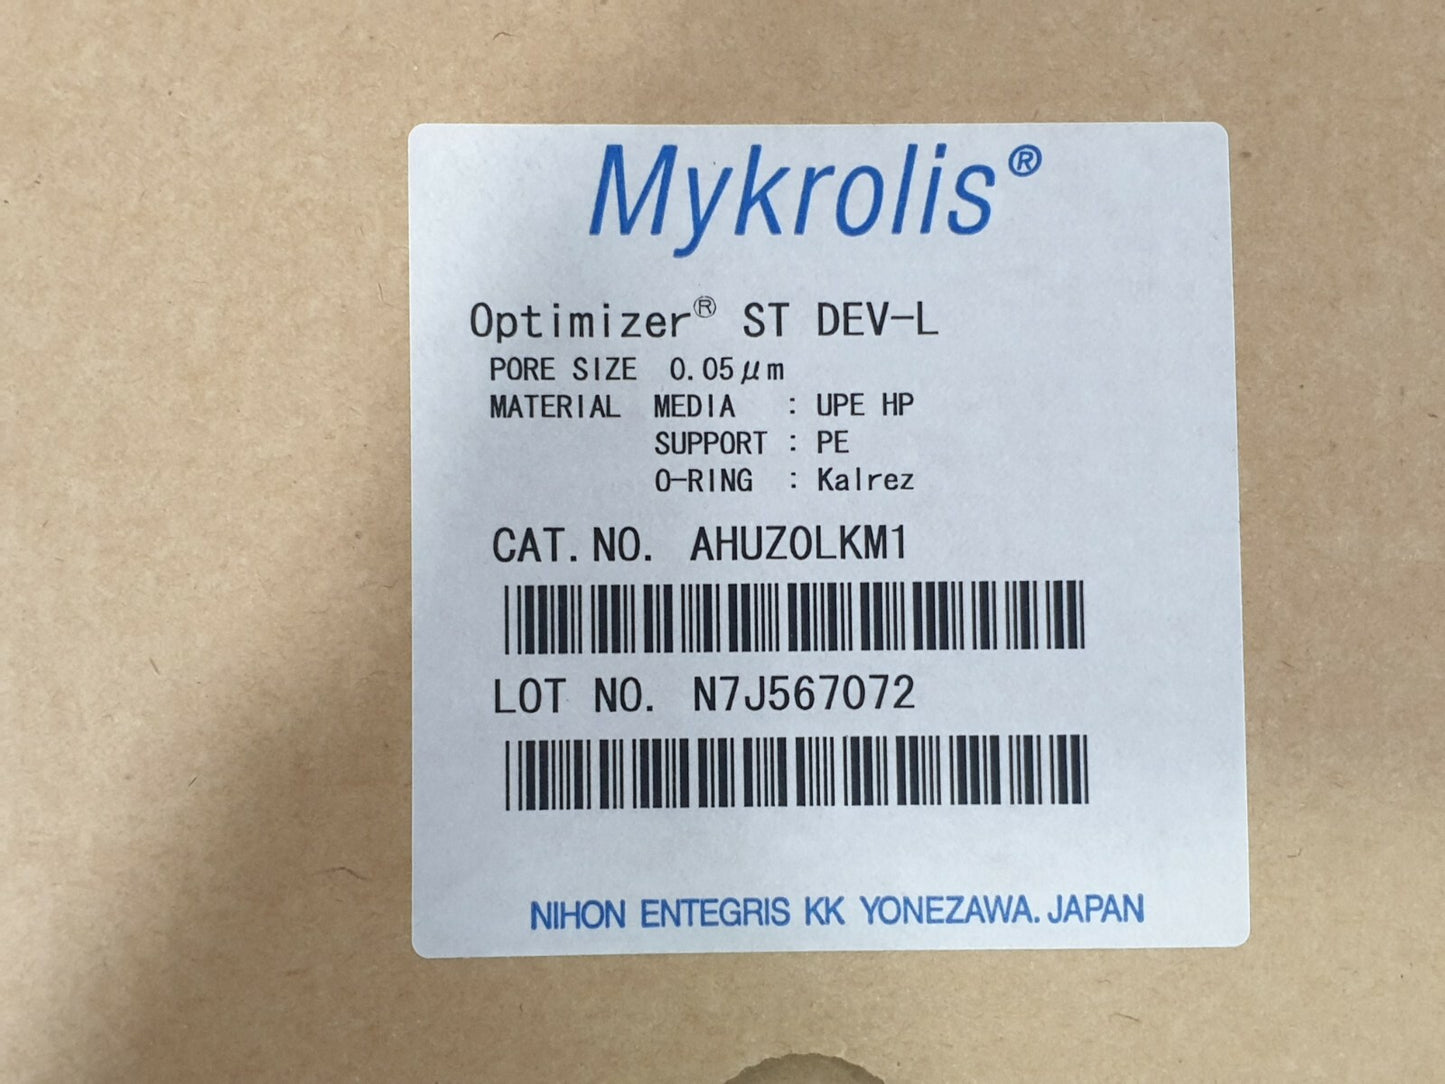 Mykrolis®
Optimizer® ST DEV-L
PORE SIZE 0.05μm
MATERIAL MEDIA : UPE HP
SUPPORT : PE
O-RING : Kalrez
CAT.NO. AHUZ0LKM1
LOT NO. N7J567072
NIHON ENTEGRIS KK YONEZAWA.JAPAN